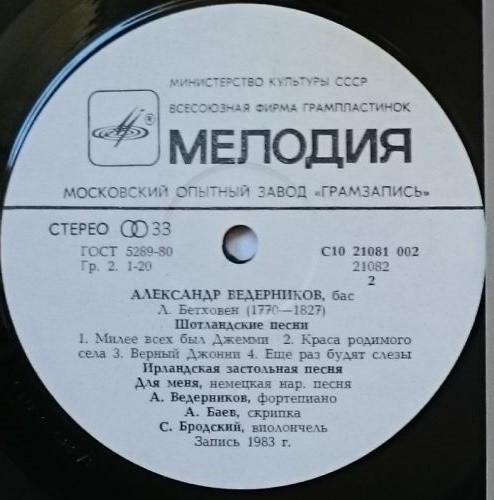 МИНИСТЕРСТВО КУЛЬТУРЫ СССР
ВСЕСОЮЗНАЯ ФИРМА ГРАМПЛАСТИНОК
®
МЕЛОДИЯ
МОСКОВСКИЙ ОПЫТНЫЙ ЗАВОД «ГРАМЗАПИСЬ»
СТЕРЕО 33
ГОСТ 5289-80
Гр. 2. 1-20
С10 21081 002
21082
2
АЛЕКСАНДР ВЕДЕРНИКОВ, бас
Л. Бетховен (1770—1827)
Шотландские песни
1. Милее всех был Джемми 2. Краса родимого
села 3. Верный Джонни 4. Еще раз будят слезы
Ирландская застольная песня
Для меня, немецкая нар. песня
А. Ведерников, фортепиано
А. Баев, скрипка
С. Бродский, виолончель
Запись 1983 г.